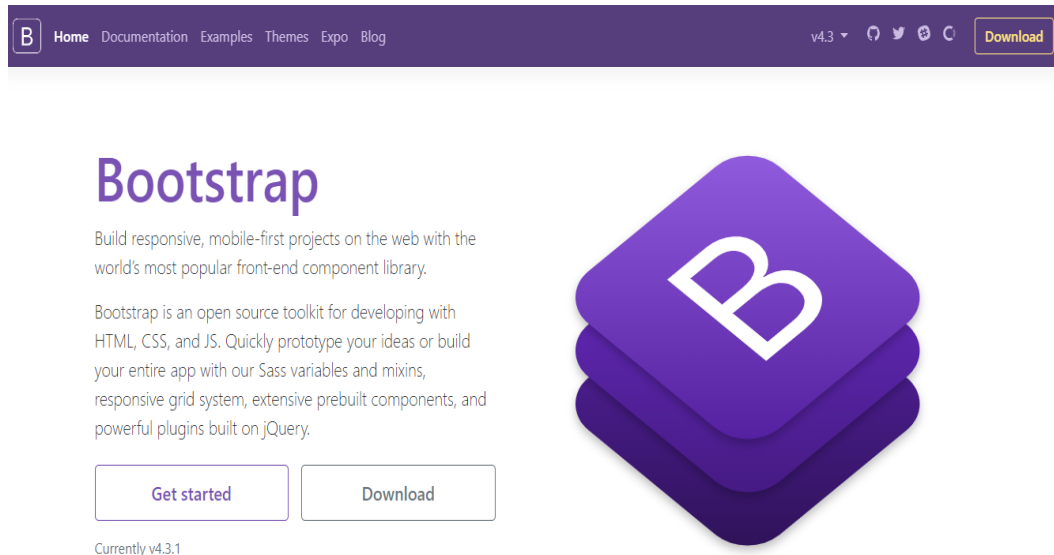 B Home Documentation Examples Themes Expo Blog v4.3 Download
Bootstrap
Build responsive, mobile-first projects on the web with the
world’s most popular front-end component library.
Bootstrap is an open source toolkit for developing with
HTML, CSS, and JS. Quickly prototype your ideas or build
your entire app with our Sass variables and mixins,
responsive grid system, extensive prebuilt components, and
powerful plugins built on jQuery.
B
Get started Download
Currently v4.3.1